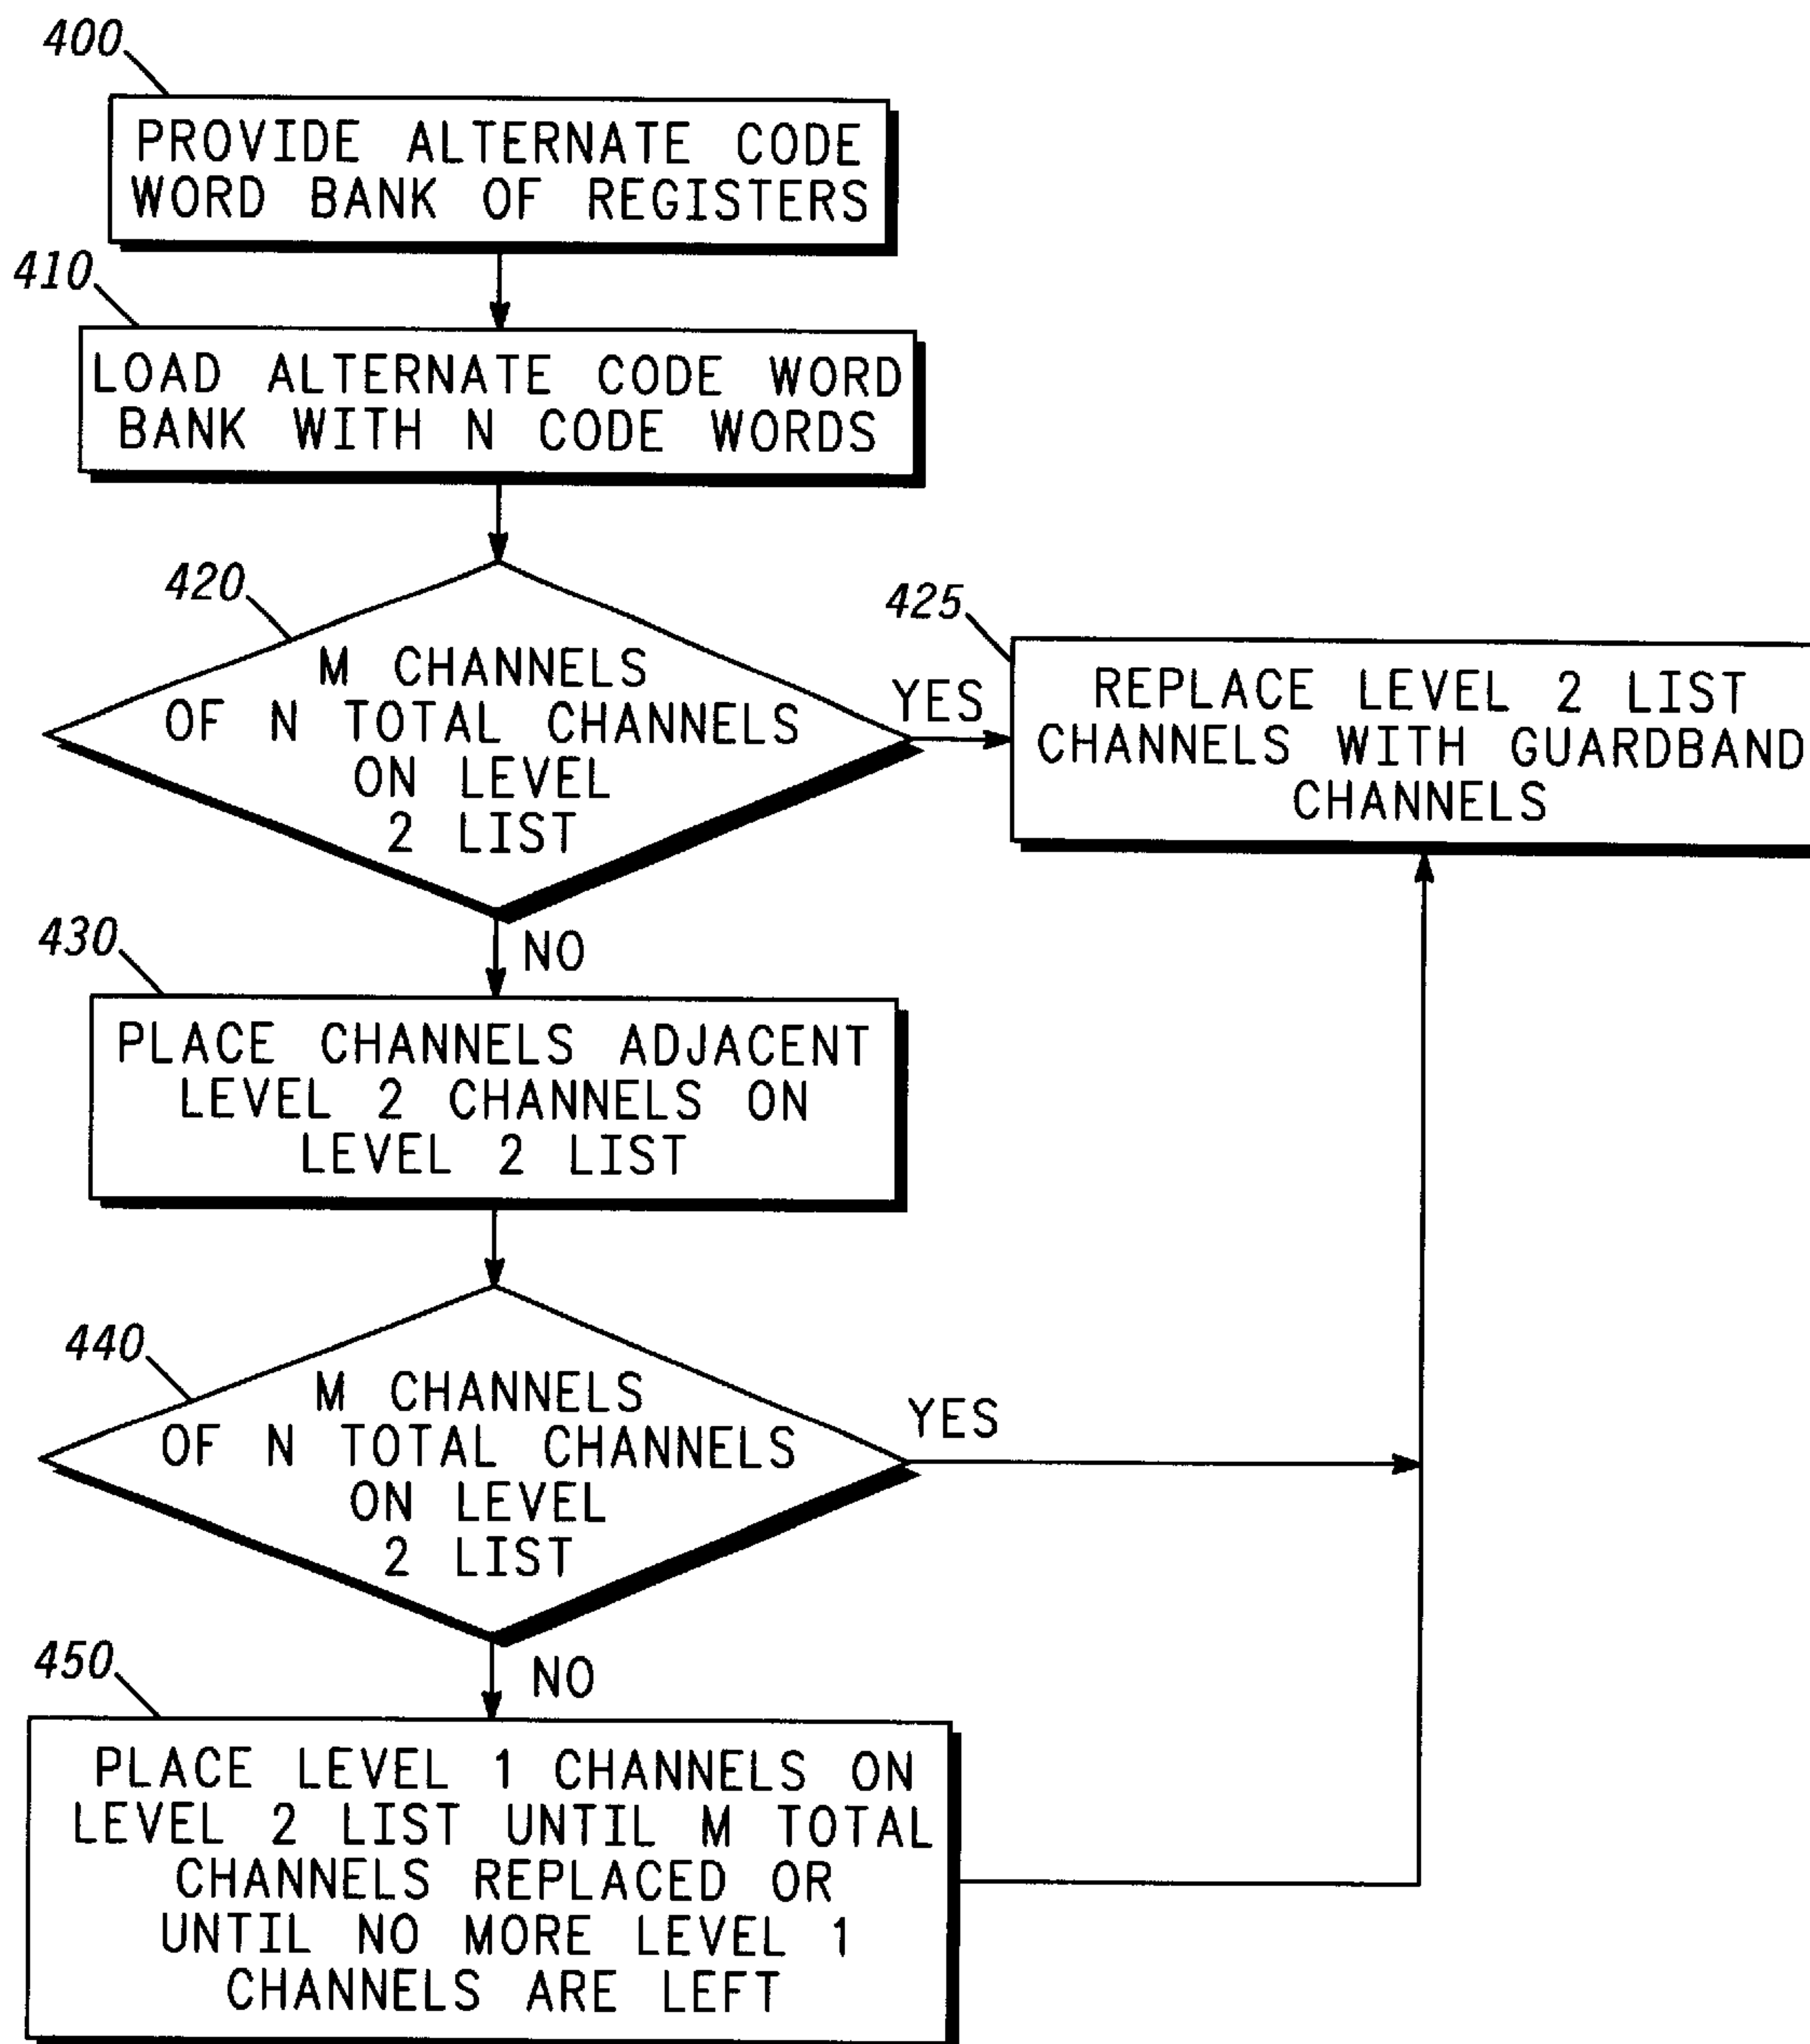 400
PROVIDE ALTERNATE CODE
WORD BANK OF REGISTERS
410
LOAD ALTERNATE CODE WORD
BANK WITH N CODE WORDS
420
M CHANNELS
OF N TOTAL CHANNELS
ON LEVEL
2 LIST
YES
425
REPLACE LEVEL 2 LIST
CHANNELS WITH GUARDBAND
CHANNELS
NO
430
PLACE CHANNELS ADJACENT
LEVEL 2 CHANNELS ON
LEVEL 2 LIST
440
M CHANNELS
OF N TOTAL CHANNELS
ON LEVEL
2 LIST
YES
NO
450
PLACE LEVEL 1 CHANNELS ON
LEVEL 2 LIST UNTIL M TOTAL
CHANNELS REPLACED OR
UNTIL NO MORE LEVEL 1
CHANNELS ARE LEFT